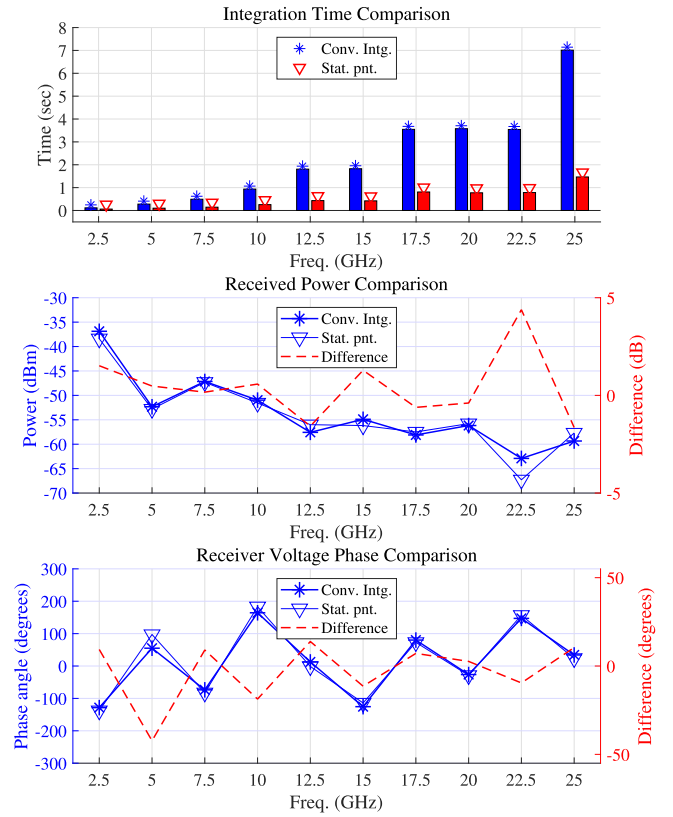 Integration Time Comparison
8
7
6
5
4
3
2
1
0
Time (sec)
Conv. Intg.
Stat. pnt.
2.5 5 7.5 10 12.5 15 17.5 20 22.5 25
Freq. (GHz)
Received Power Comparison
-30
-35
-40
-45
-50
-55
-60
-65
-70
Power (dBm)
Conv. Intg.
Stat. pnt.
Difference
5
0
-5
Difference (dB)
2.5 5 7.5 10 12.5 15 17.5 20 22.5 25
Freq. (GHz)
Receiver Voltage Phase Comparison
300
200
100
0
-100
-200
-300
Phase angle (degrees)
Conv. Intg.
Stat. pnt.
Difference
50
0
-50
Difference (degrees)
2.5 5 7.5 10 12.5 15 17.5 20 22.5 25
Freq. (GHz)